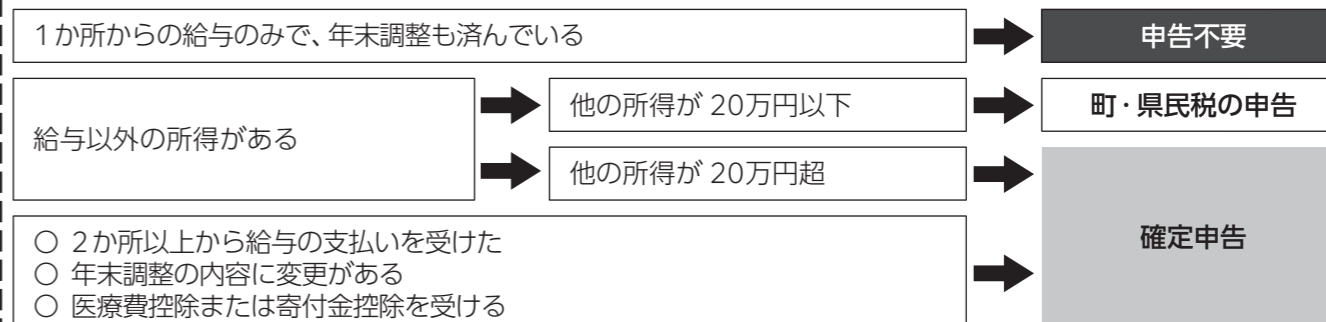 1か所からの給与のみで、年末調整も済んでいる
申告不要
給与以外の所得がある
他の所得が 20万円以下
町・県民税の申告
他の所得が 20万円超
確定申告
○ 2か所以上から給与の支払いを受けた
○ 年末調整の内容に変更がある
○ 医療費控除または寄付金控除を受ける